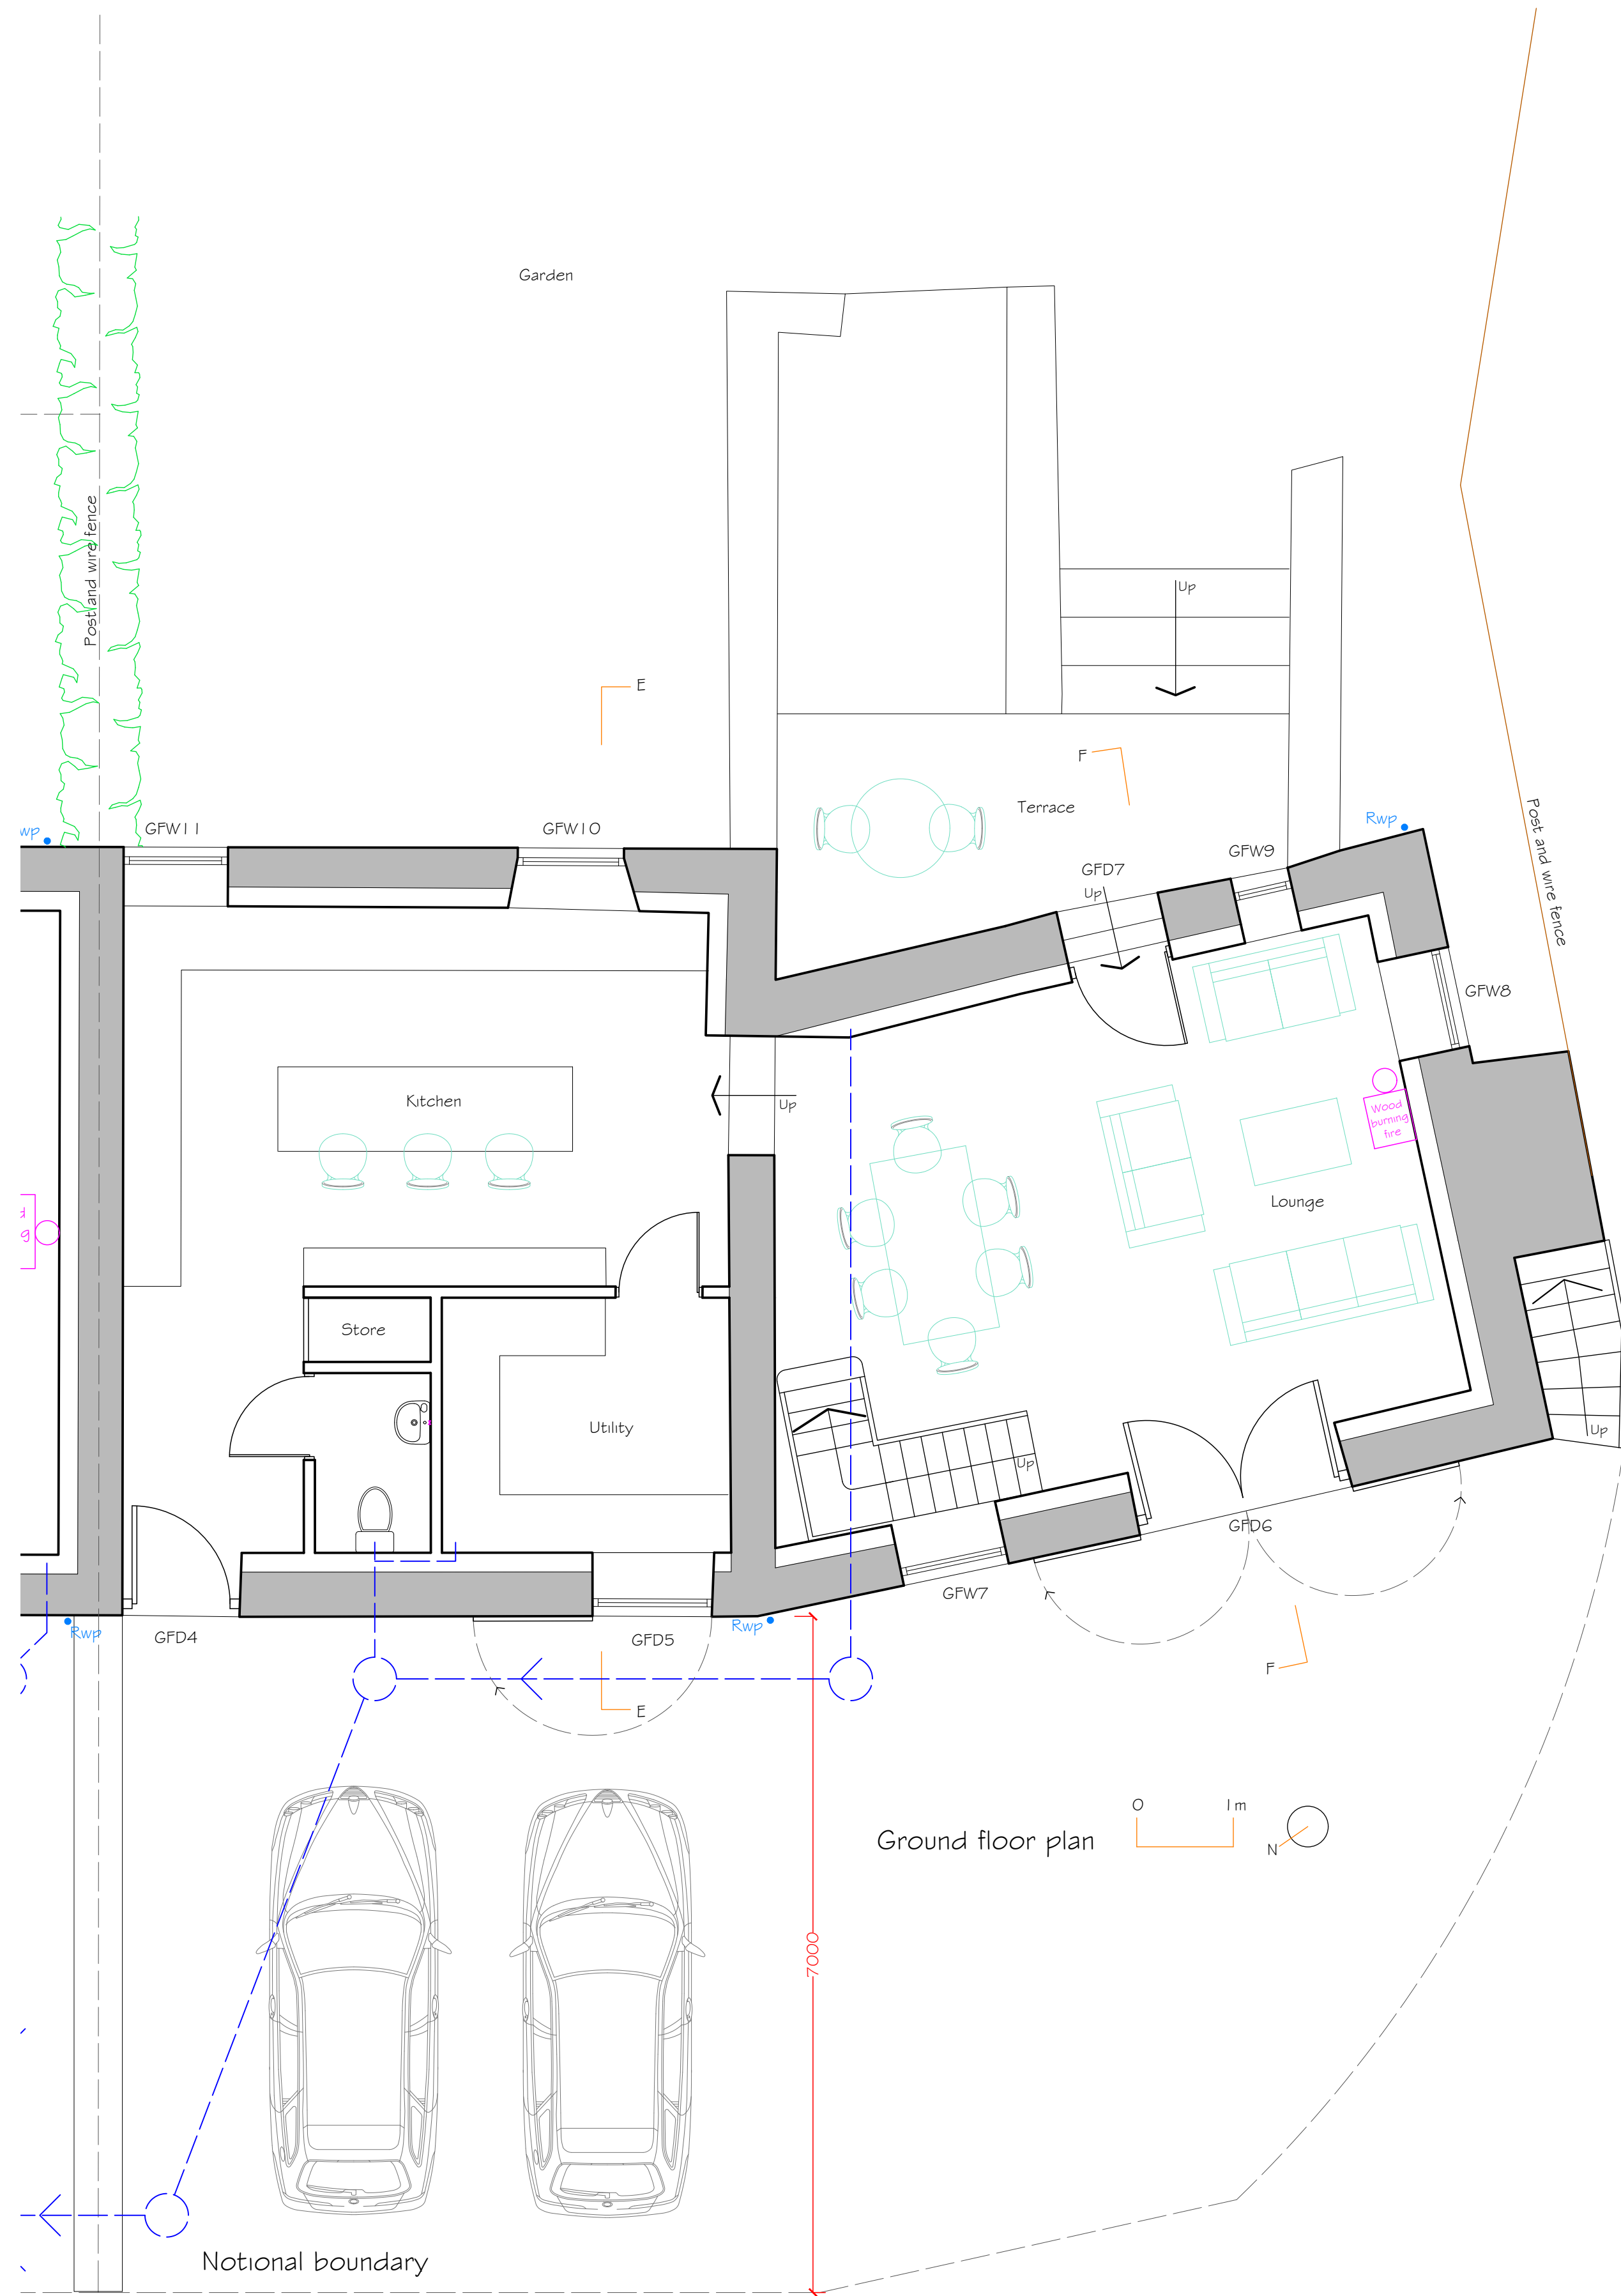 Garden
Post and wire fence
E
Up
F
Terrace
Post and wire fence
GFW11
GFW10
wp
GFD7
Up
GFW9
Rwp
GFW8
Kitchen
Up
Wood
burning
fire
Lounge
d
g
Store
Utility
Up
Up
GFD6
GFW7
Rwp
GFD4
GFD5
Rwp
F
E
Ground floor plan
0
1m
N
7000
Notional boundary